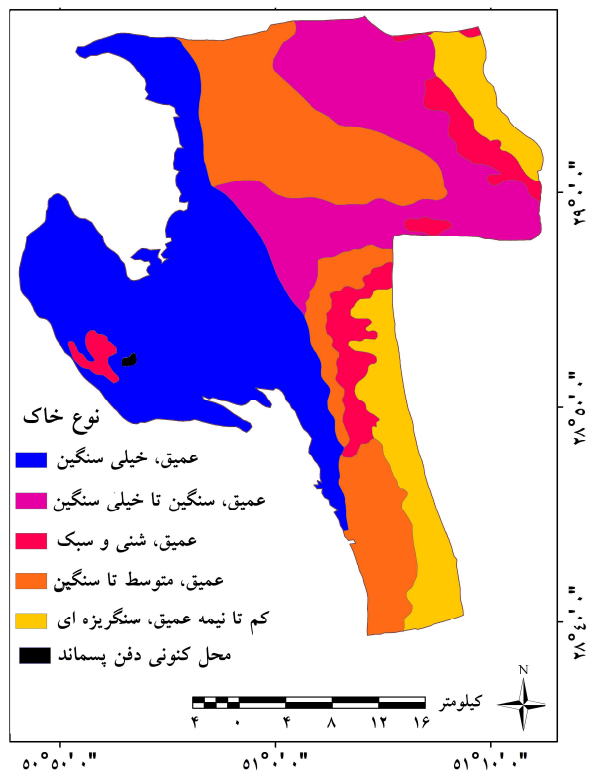 ۲۹°۰'۰"
۲۸°۵۰'۰"
۲۸°۴۰'۰"
نوع خاک
عمیق، خیلی سنگین
عمیق، سنگین تا خیلی سنگین
عمیق، شنی و سبک
عمیق، متوسط تا سنگین
کم تا نیمه عمیق، سنگریزه ای
محل کنونی دفن پسماند
N
کیلومتر
۴ ۰ ۴ ۸ ۱۲ ۱۶
۵۰°۵۰'۰" ۵۱°۰'۰" ۵۱°۱۰'۰"